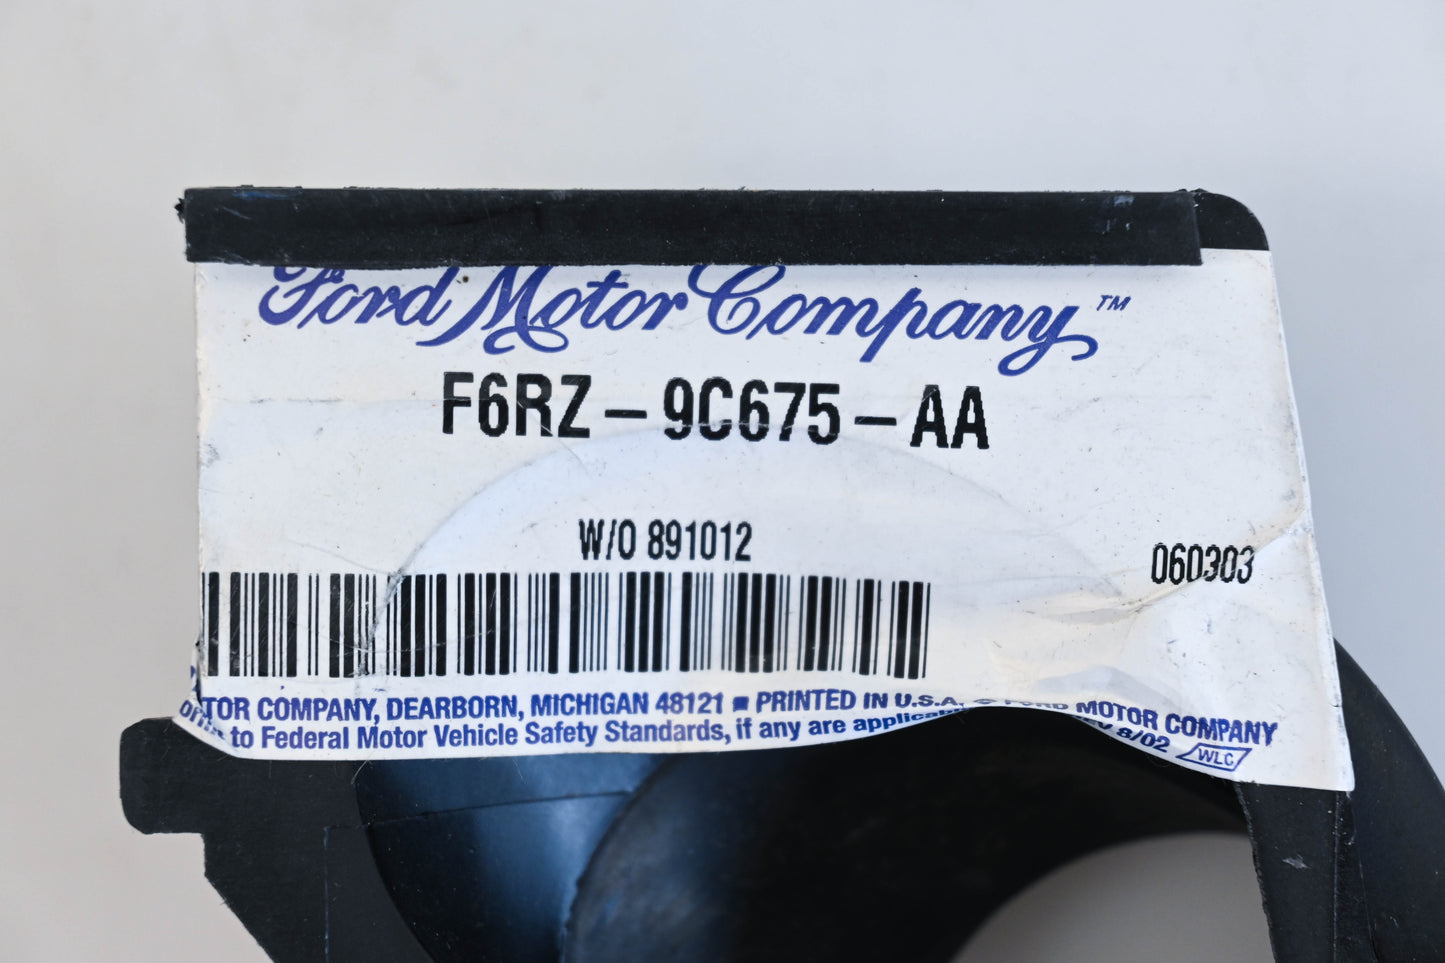 Ford Motor Company™
F6RZ-9C675-AA
W/O 891012
060303
TOR COMPANY, DEARBORN, MICHIGAN 48121 ■ PRINTED IN U.S.A. © FORD MOTOR COMPANY
to Federal Motor Vehicle Safety Standards, if any are 8/02 WLC